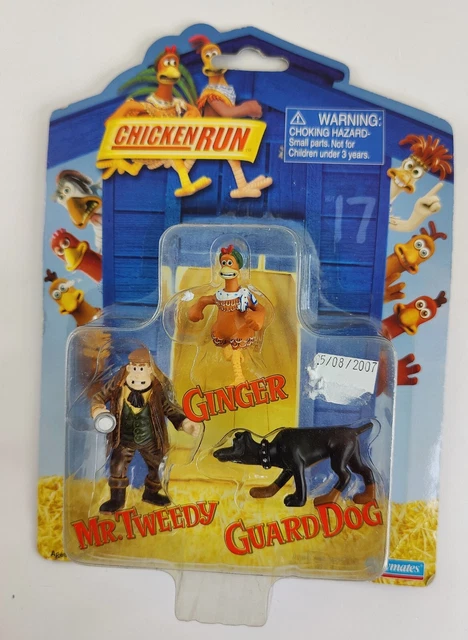 CHICKEN RUN
⚠ WARNING:
CHOKING HAZARD-
Small parts. Not for
Children under 3 years.
17
5/08/2007
GINGER
MR. TWEEDY
GUARD DOG
Ages
mates